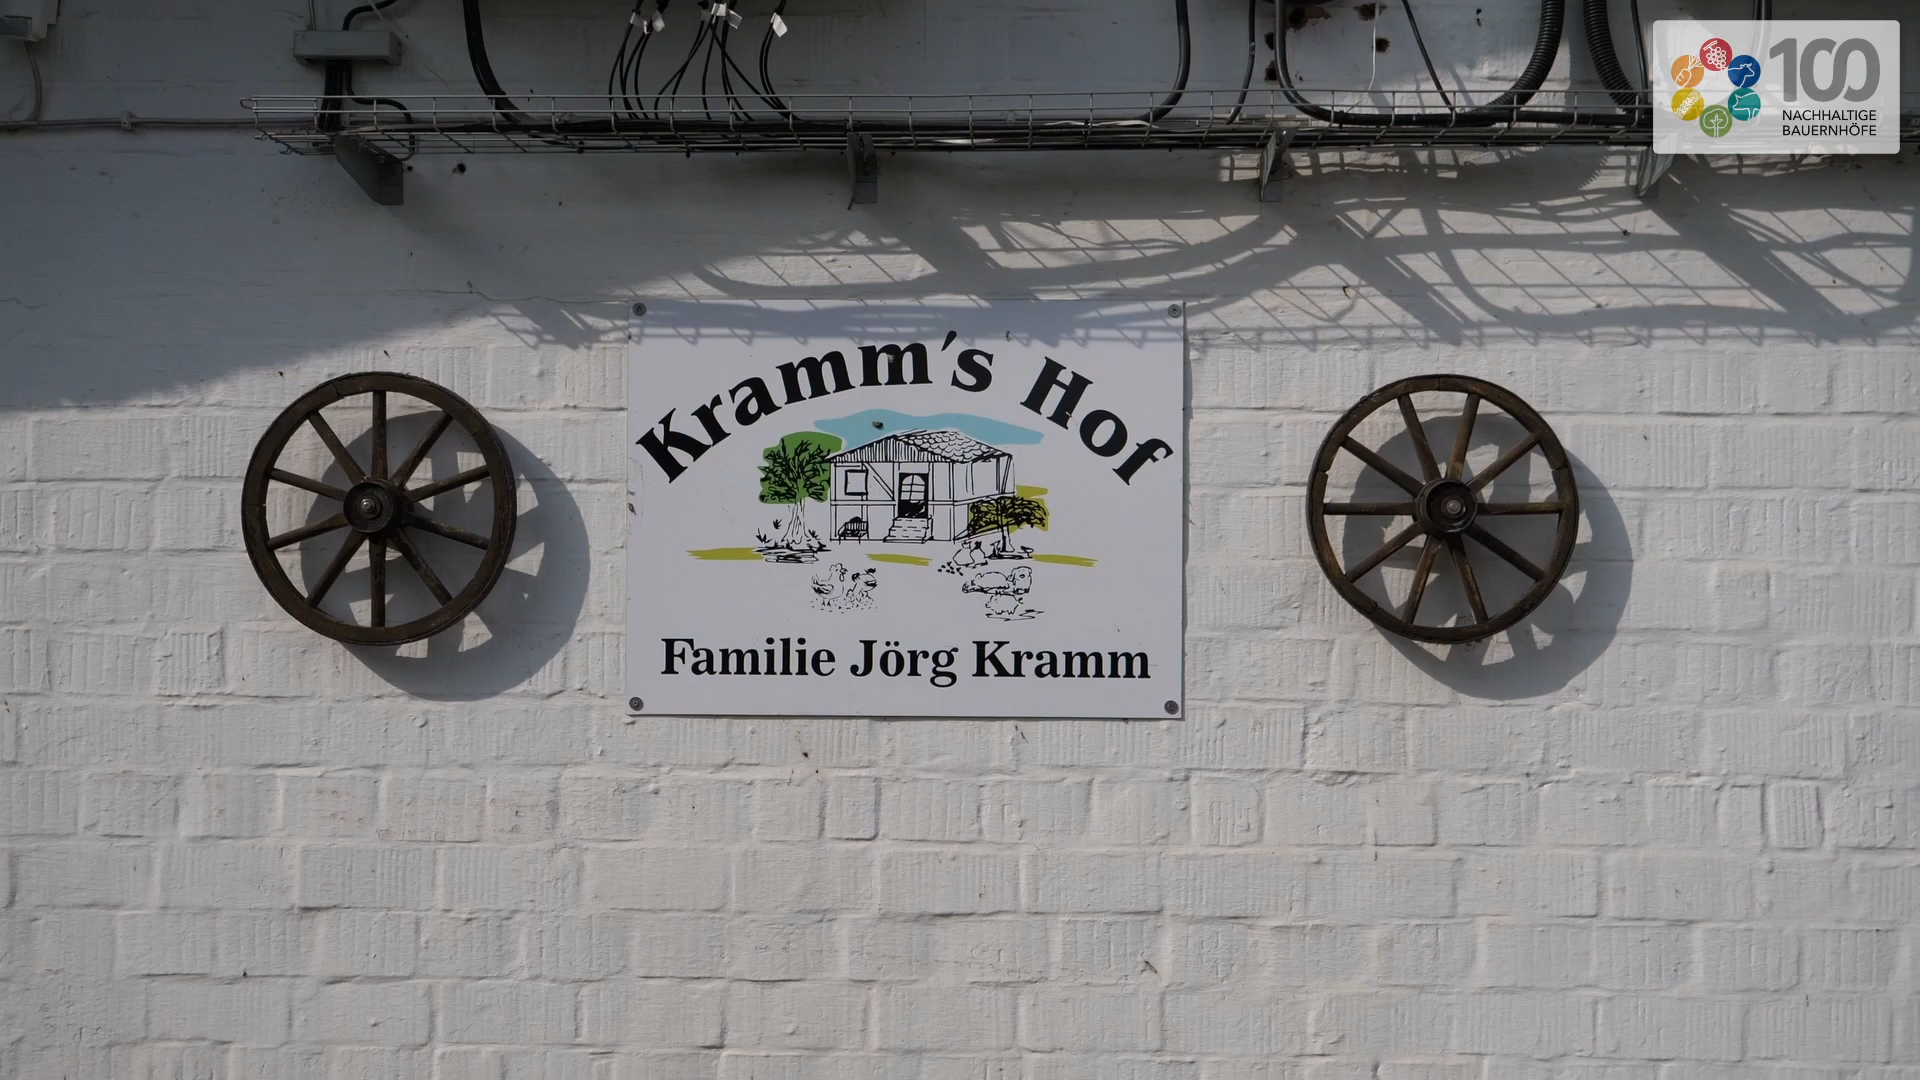 100
NACHHALTIGE
BAUERNHÖFE
Kramm's Hof
Familie Jörg Kramm